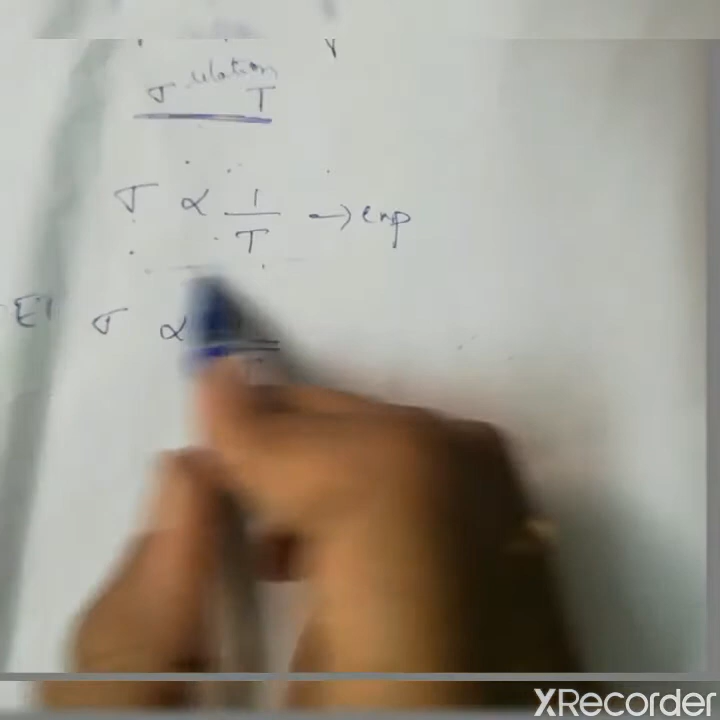 σ relation T
σ ∝ 1/T → exp
σ ∝
XRecorder